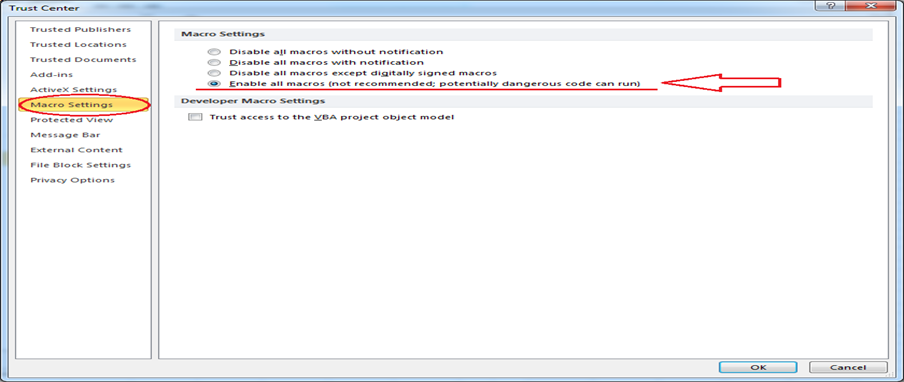 Trust Center
Trusted Publishers
Trusted Locations
Trusted Documents
Add-ins
ActiveX Settings
Macro Settings
Protected View
Message Bar
External Content
File Block Settings
Privacy Options
Macro Settings
Disable all macros without notification
Disable all macros with notification
Disable all macros except digitally signed macros
Enable all macros (not recommended; potentially dangerous code can run)
Developer Macro Settings
Trust access to the VBA project object model
OK
Cancel